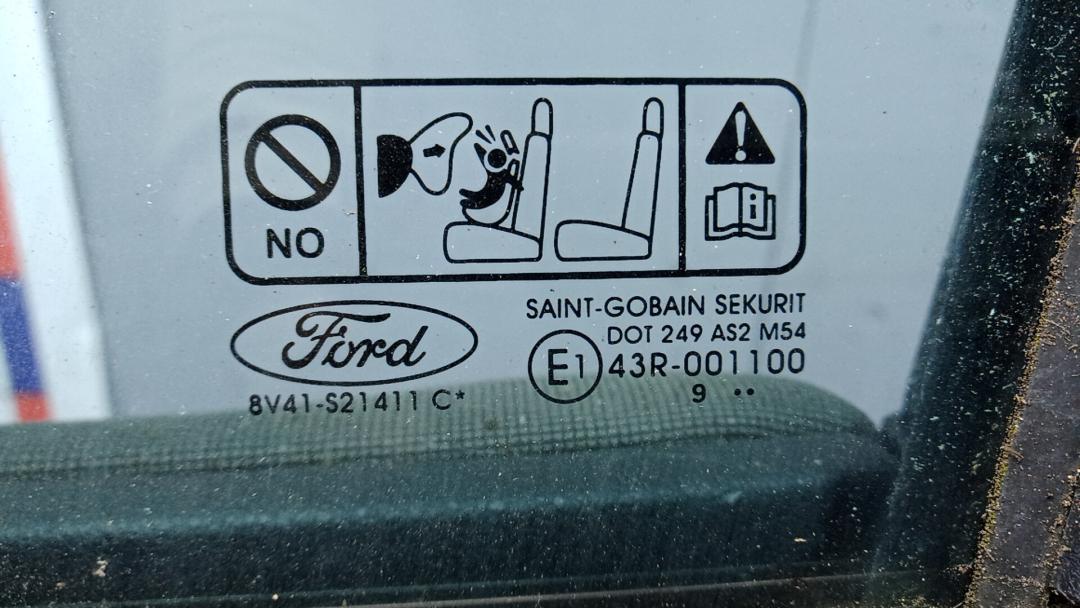 NO
Ford
8V41-S21411 C*
SAINT-GOBAIN SEKURIT
DOT 249 AS2 M54
E1 43R-001100
9 ••